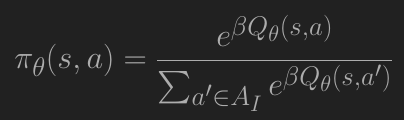 π_θ(s, a) = e^{βQ_θ(s,a)} / ∑_{a′∈A_I} e^{βQ_θ(s,a′)}